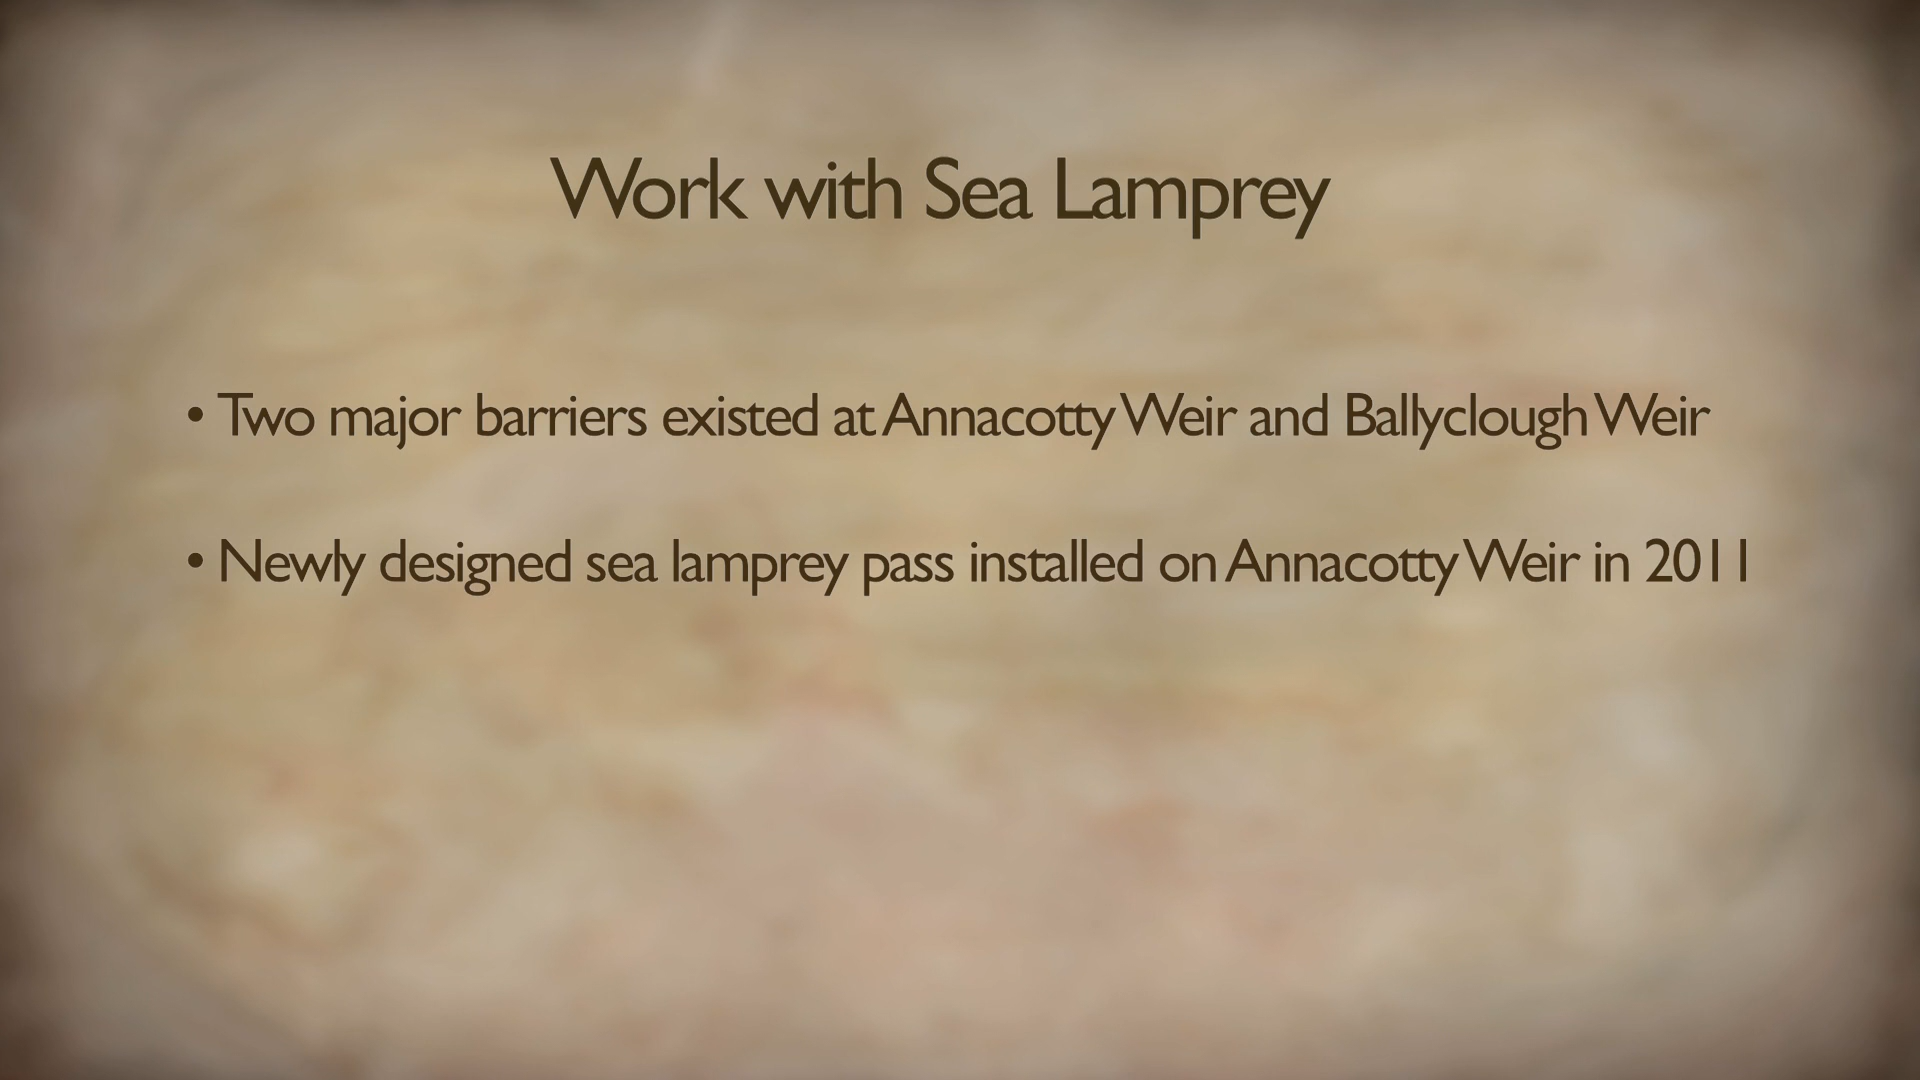 Work with Sea Lamprey
• Two major barriers existed at Annacotty Weir and Ballyclough Weir
• Newly designed sea lamprey pass installed on Annacotty Weir in 2011